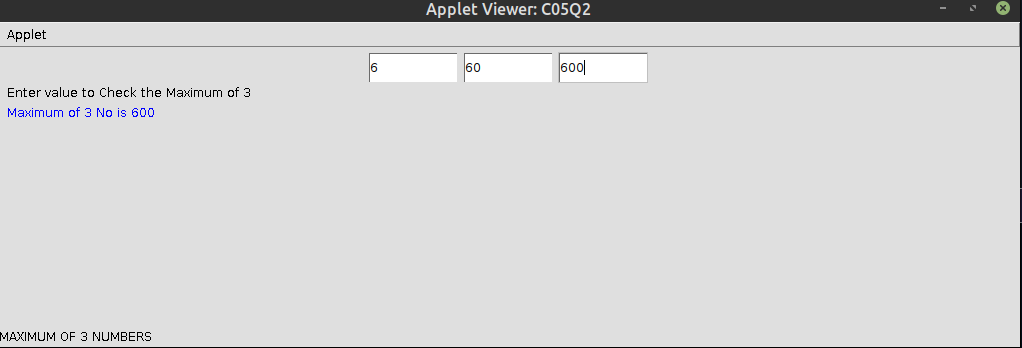 Applet Viewer: C05Q2
Applet
6 60 600
Enter value to Check the Maximum of 3
Maximum of 3 No is 600
MAXIMUM OF 3 NUMBERS